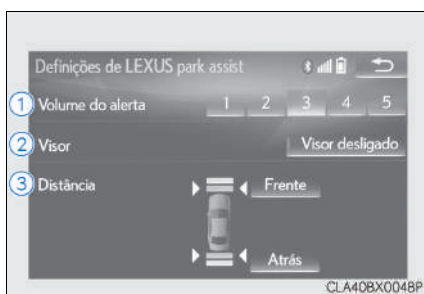 Definições de LEXUS park assist
1 Volume do alerta 1 2 3 4 5
2 Visor Visor desligado
3 Distância Frente
Atrás
CLA40BX004BP